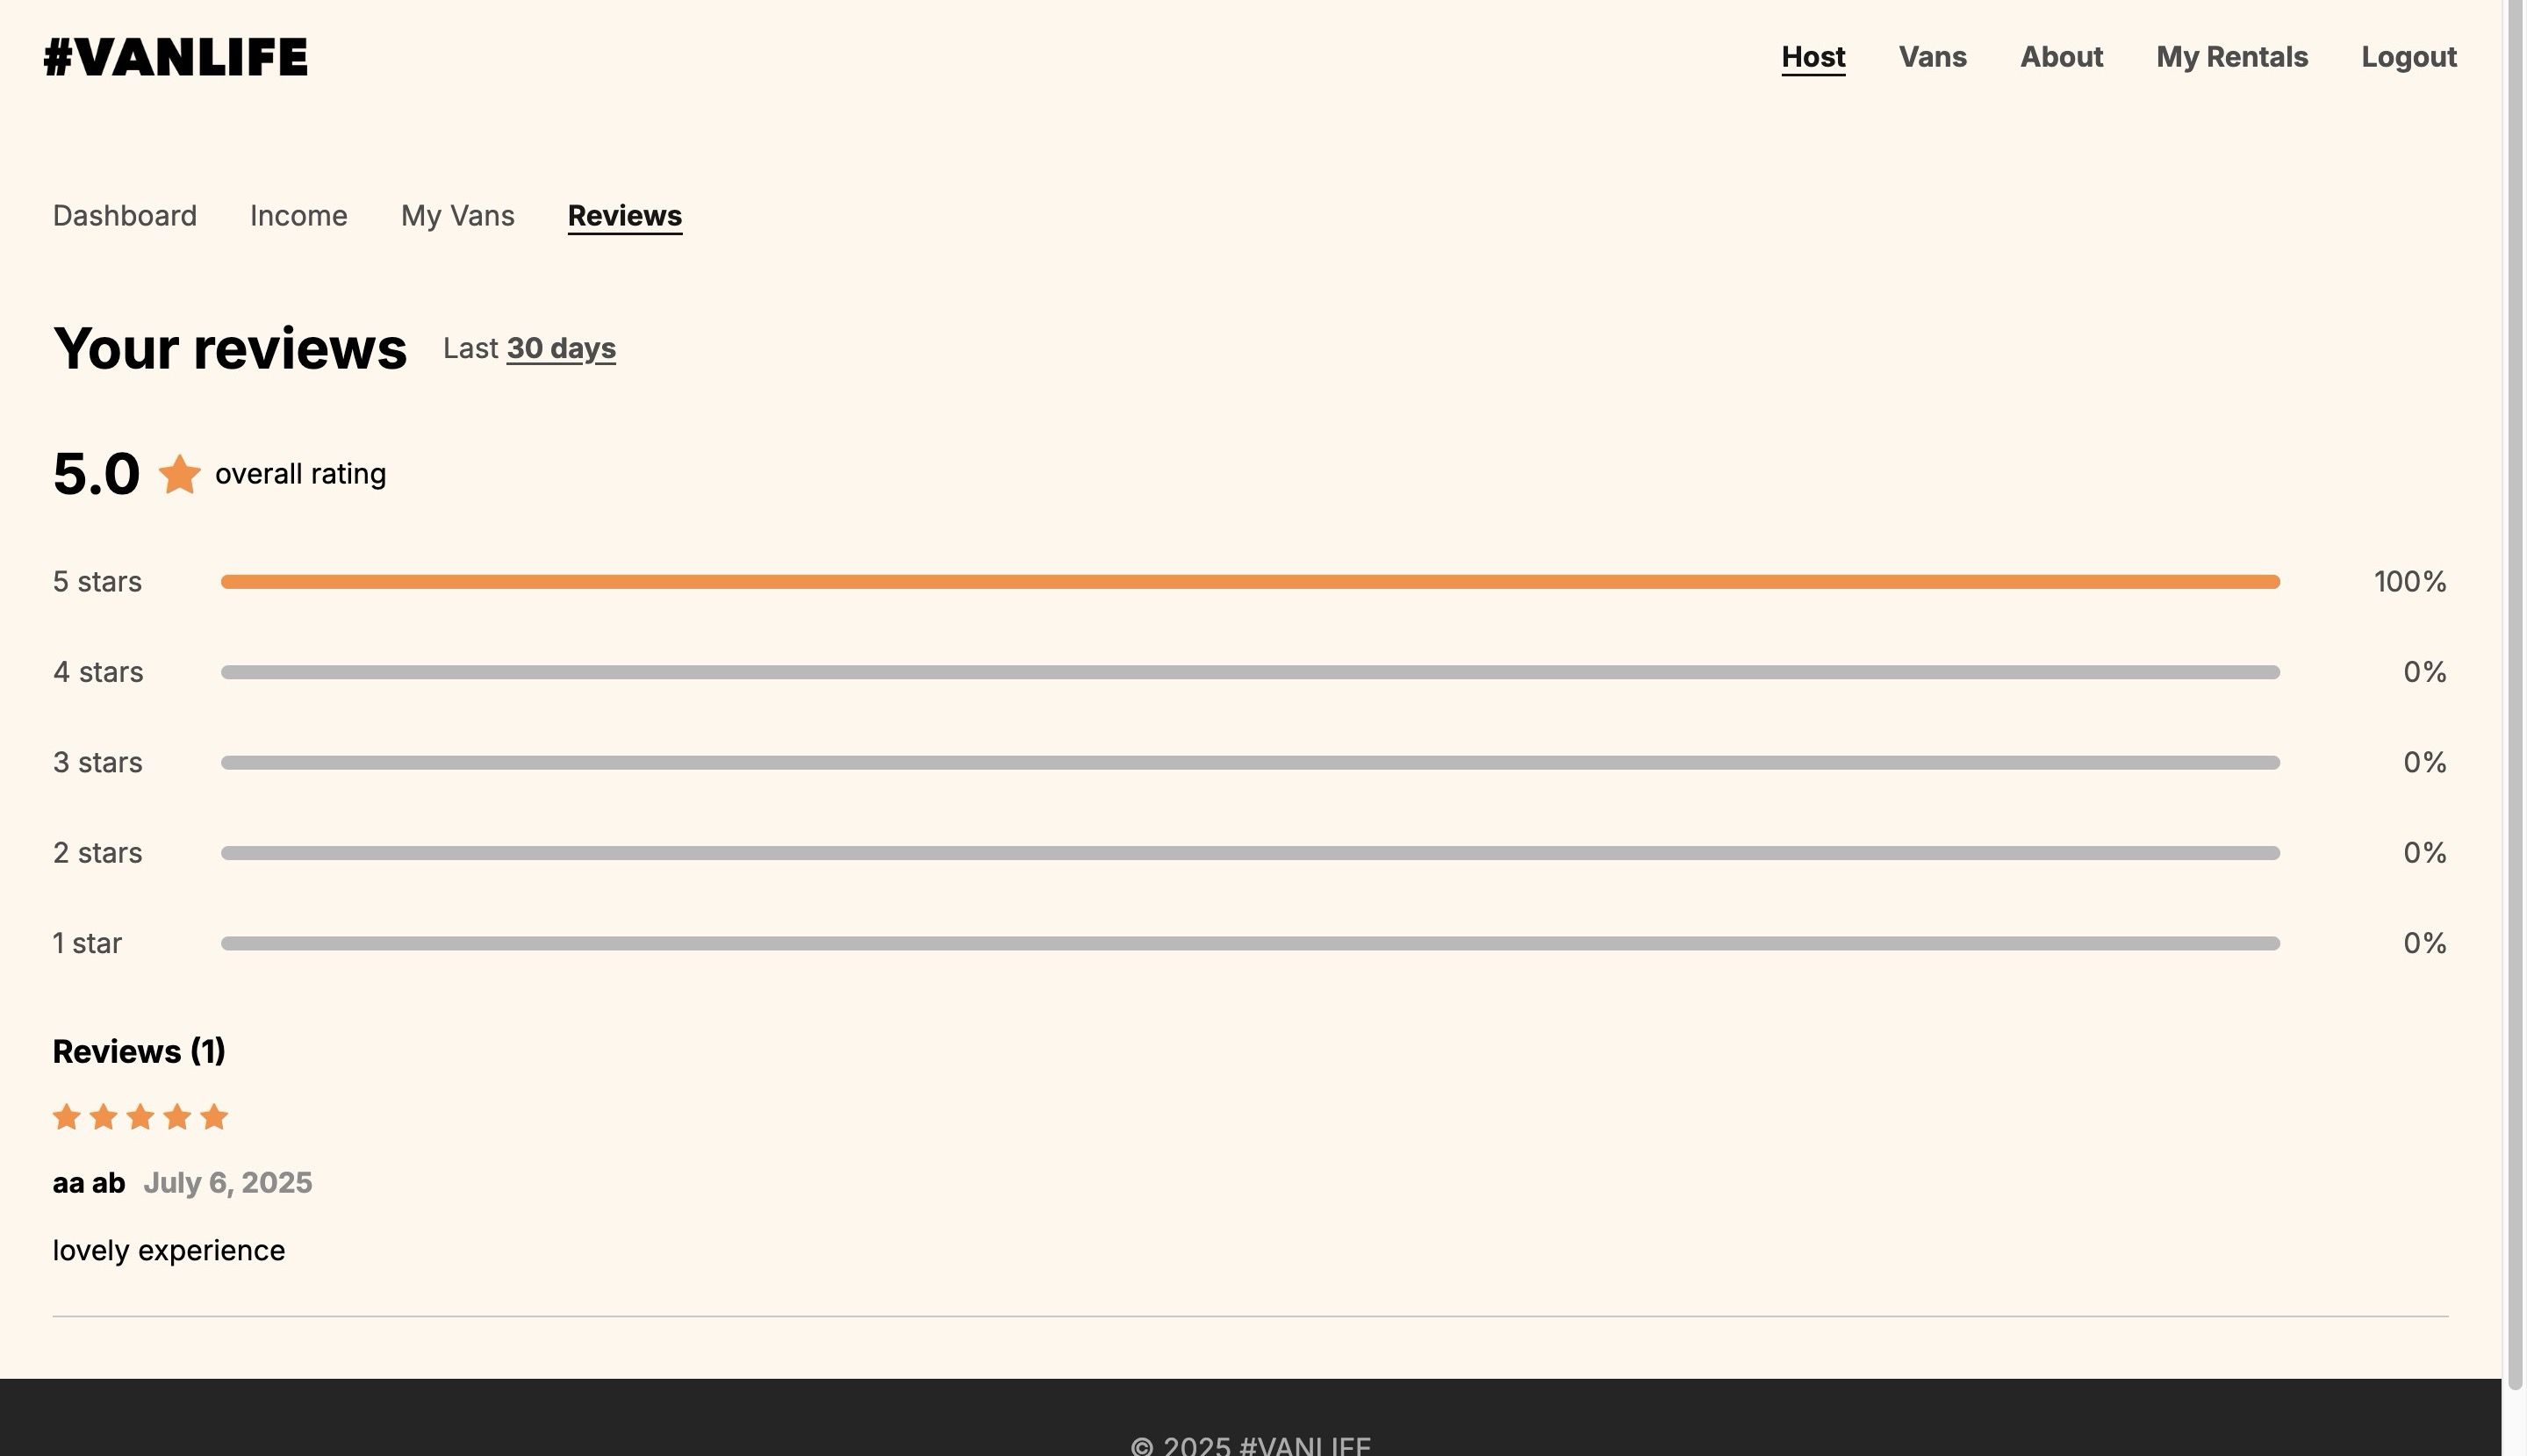 #VANLIFE
Host Vans About My Rentals Logout
Dashboard Income My Vans Reviews
Your reviews Last 30 days
5.0 overall rating
5 stars 100%
4 stars 0%
3 stars 0%
2 stars 0%
1 star 0%
Reviews (1)
aa ab July 6, 2025
lovely experience
© 2025 #VANLIFE